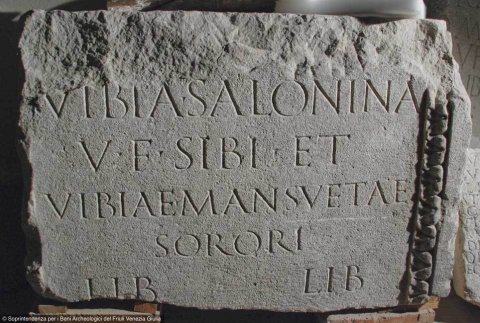 VIBIA·SALONINA
V·F·SIBI·ET
VIBIAE MANSVETAE
SORORI
LIB LIB
© Soprintendenza per i Beni Archeologici del Friuli Venezia Giulia